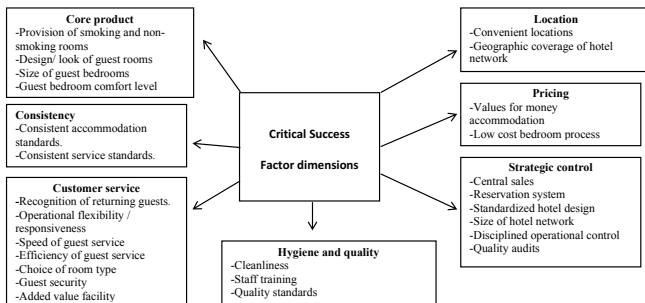 Core product
-Provision of smoking and non-
smoking rooms
-Design/ look of guest rooms
-Size of guest bedrooms
-Guest bedroom comfort level
Consistency
-Consistent accommodation
standards.
-Consistent service standards.
Customer service
-Recognition of returning guests.
-Operational flexibility /
responsiveness
-Speed of guest service
-Efficiency of guest service
-Choice of room type
-Guest security
-Added value facility
Critical Success
Factor dimensions
Hygiene and quality
-Cleanliness
-Staff training
-Quality standards
Location
-Convenient locations
-Geographic coverage of hotel
network
Pricing
-Values for money
accommodation
-Low cost bedroom process
Strategic control
-Central sales
-Reservation system
-Standardized hotel design
-Size of hotel network
-Disciplined operational control
-Quality audits